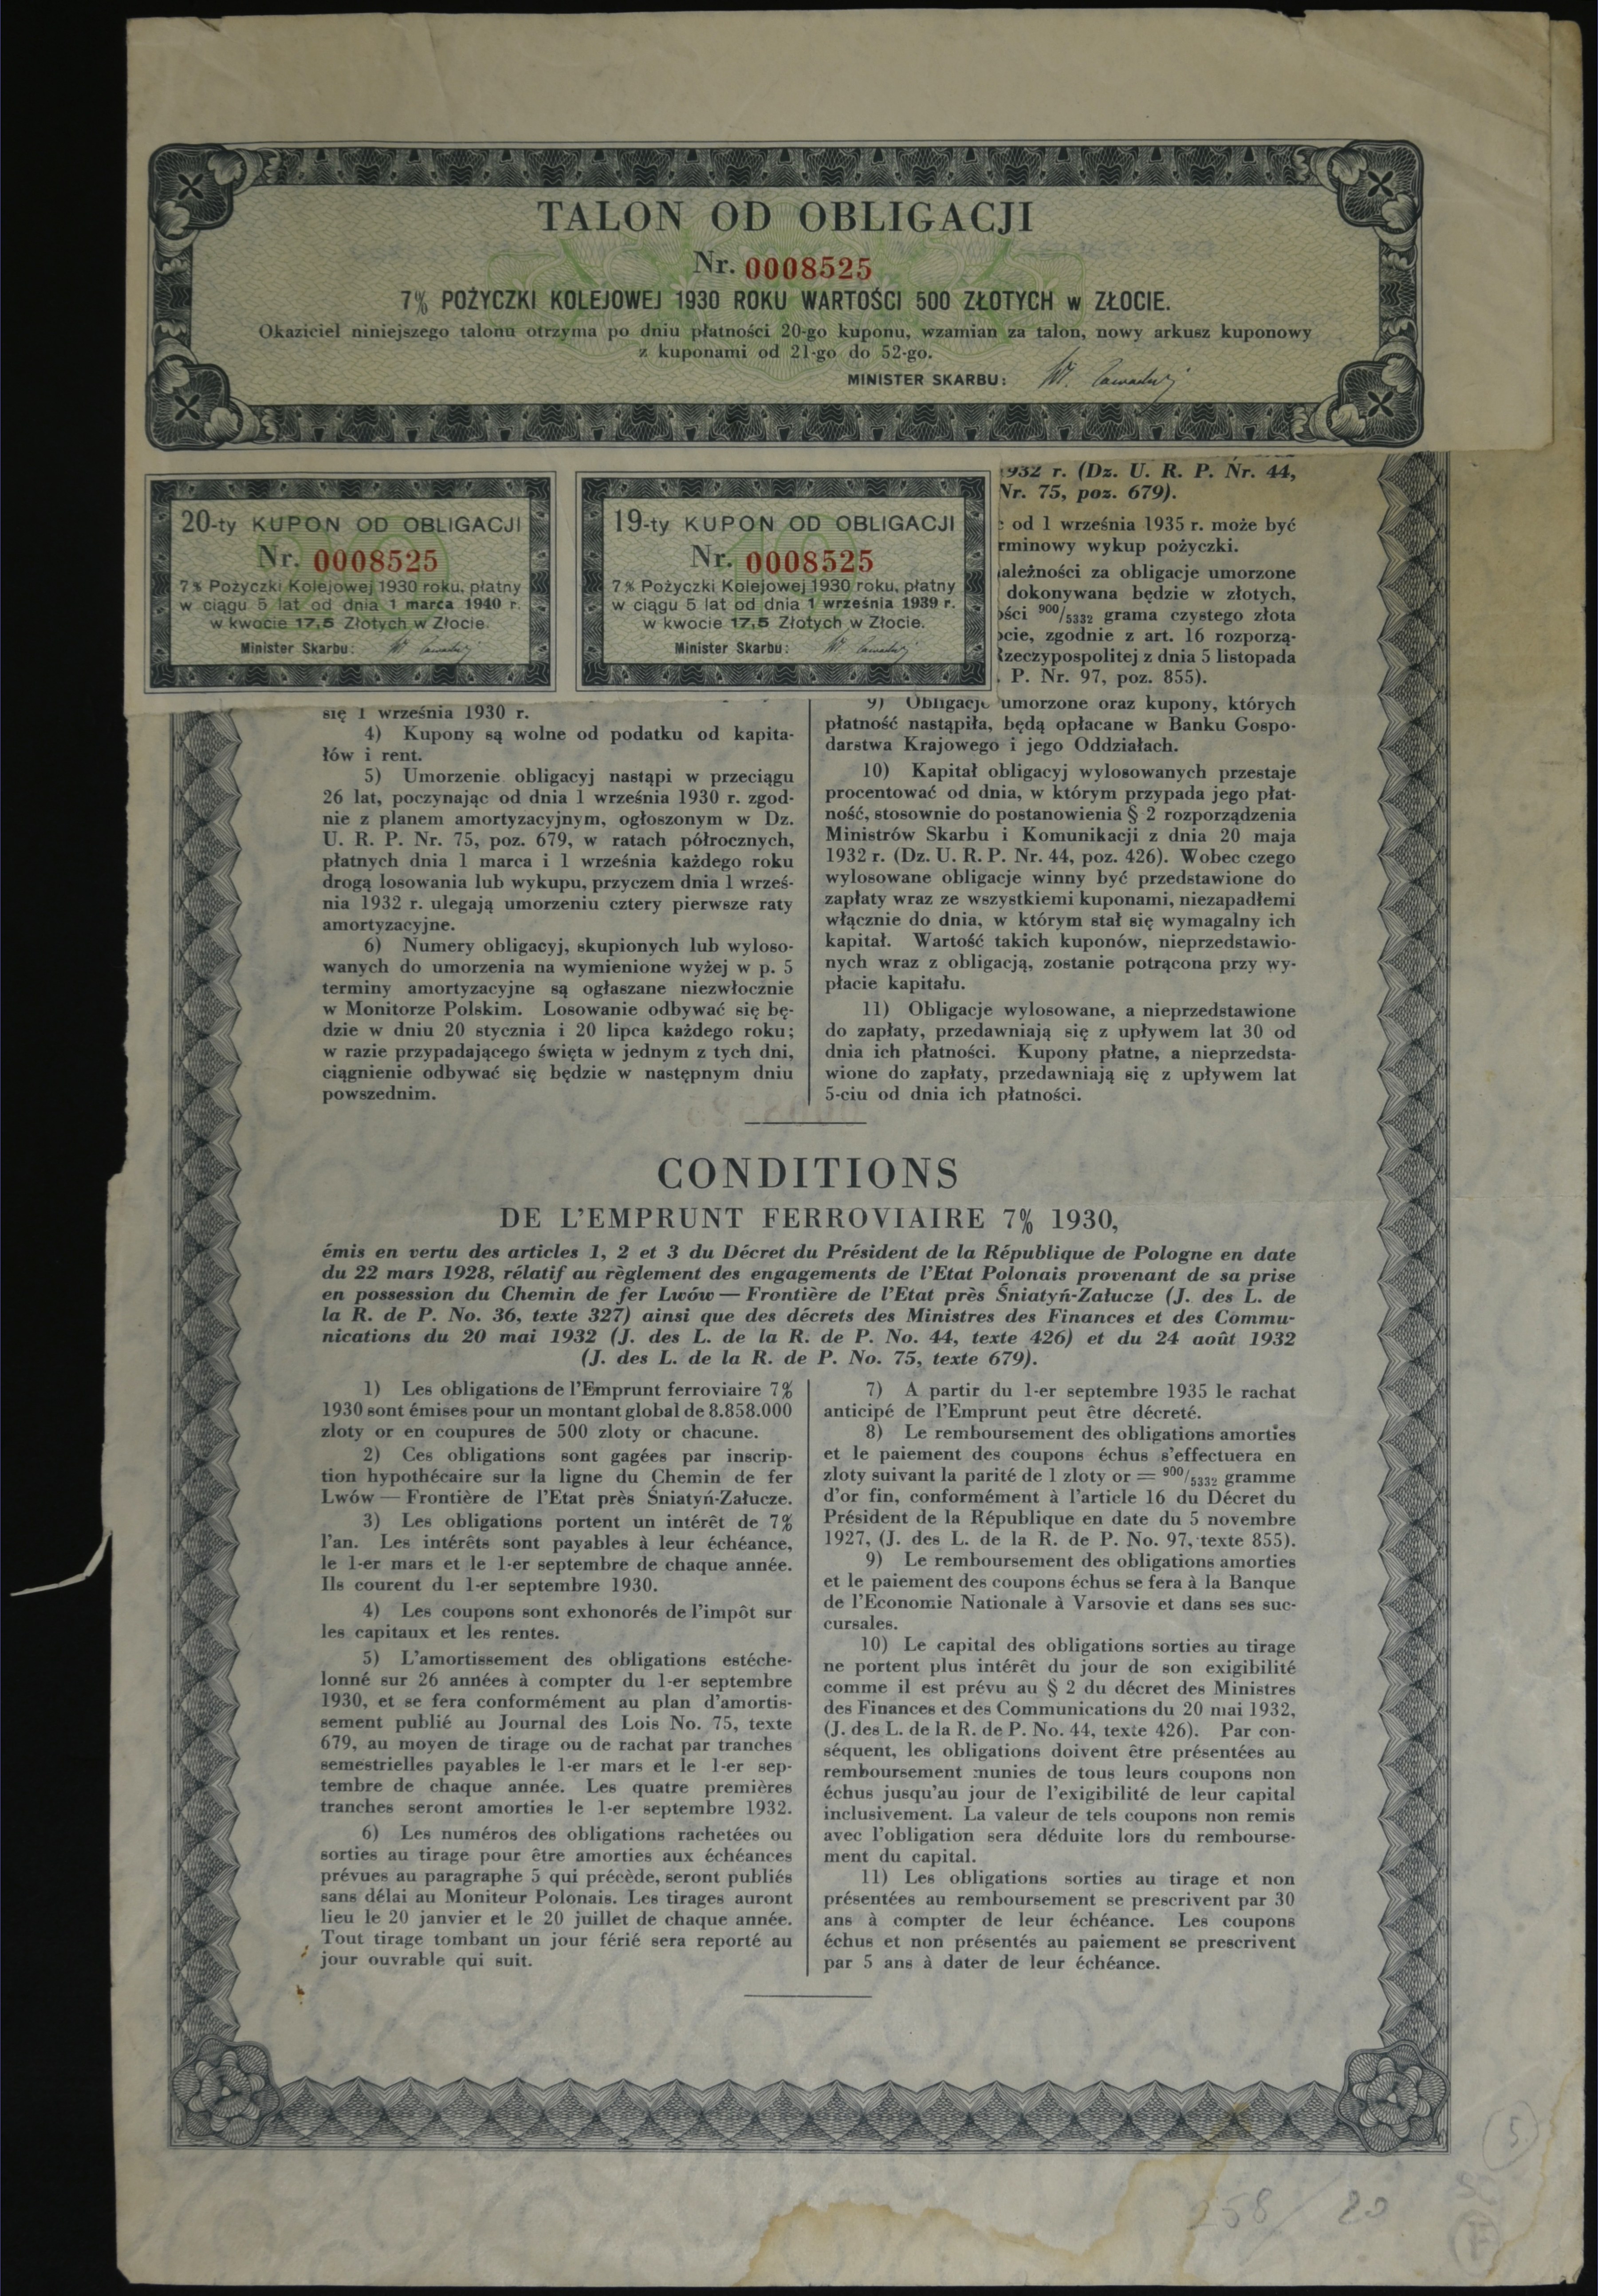 TALON OD OBLIGACJI
Nr. 0008525
7% POŻYCZKI KOLEJOWEJ 1930 ROKU WARTOŚCI 500 ZŁOTYCH w ZŁOCIE.
Okaziciel niniejszego talonu otrzyma po dniu płatności 20-go kuponu, wzamian za talon, nowy arkusz kuponowy
z kuponami od 21-go do 52-go.
MINISTER SKARBU:
20-ty KUPON OD OBLIGACJI
Nr. 0008525
7% Pożyczki Kolejowej 1930 roku, płatny
w ciągu 5 lat od dnia 1 marca 1940 r.
w kwocie 17,5 Złotych w Złocie.
Minister Skarbu:
19-ty KUPON OD OBLIGACJI
Nr. 0008525
7% Pożyczki Kolejowej 1930 roku, płatny
w ciągu 5 lat od dnia 1 września 1939 r.
w kwocie 17,5 Złotych w Złocie.
Minister Skarbu:
się 1 września 1930 r.
4) Kupony są wolne od podatku od kapita-
łów i rent.
5) Umorzenie obligacyj nastąpi w przeciągu
26 lat, poczynając od dnia 1 września 1930 r. zgod-
nie z planem amortyzacyjnym, ogłoszonym w Dz.
U. R. P. Nr. 75, poz. 679, w ratach półrocznych,
płatnych dnia 1 marca i 1 września każdego roku
drogą losowania lub wykupu, przyczem dnia 1 wrześ-
nia 1932 r. ulegają umorzeniu cztery pierwsze raty
amortyzacyjne.
6) Numery obligacyj, skupionych lub wyloso-
wanych do umorzenia na wymienione wyżej w p. 5
terminy amortyzacyjne są ogłaszane niezwłocznie
w Monitorze Polskim. Losowanie odbywać się bę-
dzie w dniu 20 stycznia i 20 lipca każdego roku;
w razie przypadającego święta w jednym z tych dni,
ciągnienie odbywać się będzie w następnym dniu
powszednim.
932 r. (Dz. U. R. P. Nr. 44,
Nr. 75, poz. 679).
od 1 września 1935 r. może być
rminowy wykup pożyczki.
ależności za obligacje umorzone
dokonywana będzie w złotych,
ości 900/5332 grama czystego złota
ocie, zgodnie z art. 16 rozporzą-
Rzeczypospolitej z dnia 5 listopada
. P. Nr. 97, poz. 855).
9) Obligacje umorzone oraz kupony, których
płatność nastąpiła, będą opłacane w Banku Gospo-
darstwa Krajowego i jego Oddziałach.
10) Kapitał obligacyj wylosowanych przestaje
procentować od dnia, w którym przypada jego płat-
ność, stosownie do postanowienia § 2 rozporządzenia
Ministrów Skarbu i Komunikacji z dnia 20 maja
1932 r. (Dz. U. R. P. Nr. 44, poz. 426). Wobec czego
wylosowane obligacje winny być przedstawione do
zapłaty wraz ze wszystkiemi kuponami, niezapadłemi
włącznie do dnia, w którym stał się wymagalny ich
kapitał. Wartość takich kuponów, nieprzedstawio-
nych wraz z obligacją, zostanie potrącona przy wy-
płacie kapitału.
11) Obligacje wylosowane, a nieprzedstawione
do zapłaty, przedawniają się z upływem lat 30 od
dnia ich płatności. Kupony płatne, a nieprzedsta-
wione do zapłaty, przedawniają się z upływem lat
5-ciu od dnia ich płatności.
CONDITIONS
DE L'EMPRUNT FERROVIAIRE 7% 1930,
émis en vertu des articles 1, 2 et 3 du Décret du Président de la République de Pologne en date
du 22 mars 1928, rélatif au règlement des engagements de l'Etat Polonais provenant de sa prise
en possession du Chemin de fer Lwów — Frontière de l'Etat près Śniatyń-Załucze (J. des L. de
la R. de P. No. 36, texte 327) ainsi que des décrets des Ministres des Finances et des Commu-
nications du 20 mai 1932 (J. des L. de la R. de P. No. 44, texte 426) et du 24 août 1932
(J. des L. de la R. de P. No. 75, texte 679).
1) Les obligations de l'Emprunt ferroviaire 7%
1930 sont émises pour un montant global de 8.858.000
zloty or en coupures de 500 zloty or chacune.
2) Ces obligations sont gagées par inscrip-
tion hypothécaire sur la ligne du Chemin de fer
Lwów — Frontière de l'Etat près Śniatyń-Załucze.
3) Les obligations portent un intérêt de 7%
l'an. Les intérêts sont payables à leur échéance,
le 1-er mars et le 1-er septembre de chaque année.
Ils courent du 1-er septembre 1930.
4) Les coupons sont exhonorés de l'impôt sur
les capitaux et les rentes.
5) L'amortissement des obligations estéche-
lonné sur 26 années à compter du 1-er septembre
1930, et se fera conformément au plan d'amortis-
sement publié au Journal des Lois No. 75, texte
679, au moyen de tirage ou de rachat par tranches
semestrielles payables le 1-er mars et le 1-er sep-
tembre de chaque année. Les quatre premières
tranches seront amorties le 1-er septembre 1932.
6) Les numéros des obligations rachetées ou
sorties au tirage pour être amorties aux échéances
prévues au paragraphe 5 qui précède, seront publiés
sans délai au Moniteur Polonais. Les tirages auront
lieu le 20 janvier et le 20 juillet de chaque année.
Tout tirage tombant un jour férié sera reporté au
jour ouvrable qui suit.
7) A partir du 1-er septembre 1935 le rachat
anticipé de l'Emprunt peut être décreté.
8) Le remboursement des obligations amorties
et le paiement des coupons échus s'effectuera en
zloty suivant la parité de 1 zloty or = 900/5332 gramme
d'or fin, conformément à l'article 16 du Décret du
Président de la République en date du 5 novembre
1927, (J. des L. de la R. de P. No. 97, texte 855).
9) Le remboursement des obligations amorties
et le paiement des coupons échus se fera à la Banque
de l'Economie Nationale à Varsovie et dans ses suc-
cursales.
10) Le capital des obligations sorties au tirage
ne portent plus intérêt du jour de son exigibilité
comme il est prévu au § 2 du décret des Ministres
des Finances et des Communications du 20 mai 1932,
(J. des L. de la R. de P. No. 44, texte 426). Par con-
séquent, les obligations doivent être présentées au
remboursement munies de tous leurs coupons non
échus jusqu'au jour de l'exigibilité de leur capital
inclusivement. La valeur de tels coupons non remis
avec l'obligation sera déduite lors du rembourse-
ment du capital.
11) Les obligations sorties au tirage et non
présentées au remboursement se prescrivent par 30
ans à compter de leur échéance. Les coupons
échus et non présentés au paiement se prescrivent
par 5 ans à dater de leur échéance.
5
258/20